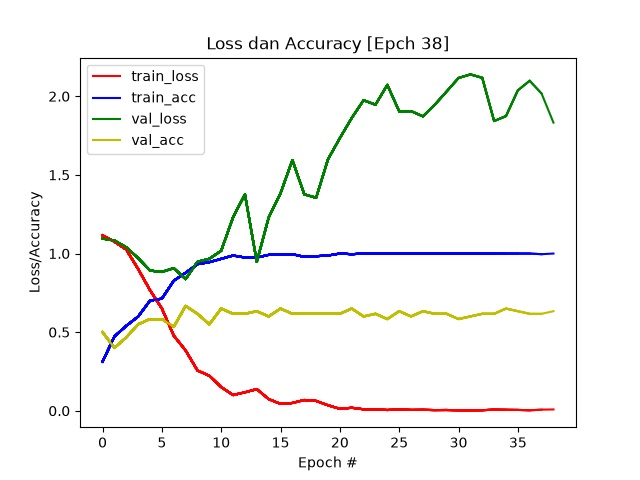 Loss dan Accuracy [Epch 38]
train_loss
train_acc
val_loss
val_acc
Loss/Accuracy
2.0
1.5
1.0
0.5
0.0
0 5 10 15 20 25 30 35
Epoch #